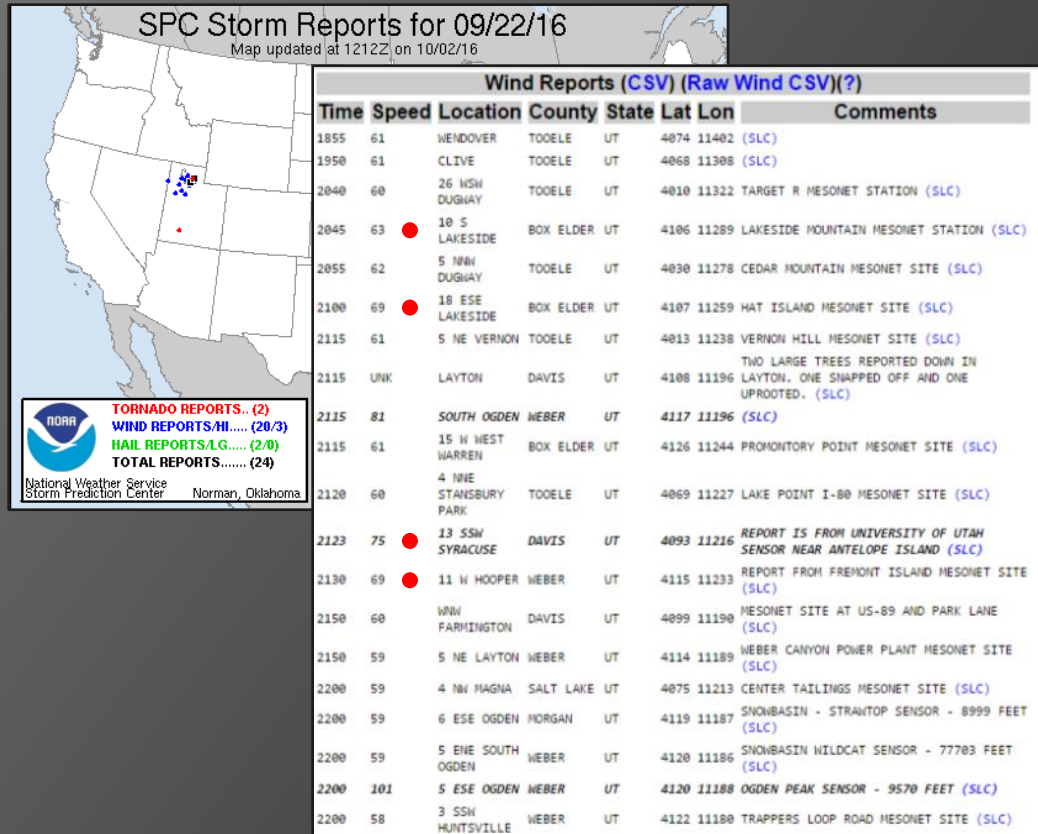 SPC Storm Reports for 09/22/16
Map updated at 1212Z on 10/02/16
NOAA
TORNADO REPORTS.. (2)
WIND REPORTS/HI..... (20/3)
HAIL REPORTS/LG..... (2/0)
TOTAL REPORTS....... (24)
National Weather Service
Storm Prediction Center Norman, Oklahoma
Wind Reports (CSV) (Raw Wind CSV)(?)
Time Speed Location County State Lat Lon Comments
1855 61 WENDOVER TOOELE UT 4074 11402 (SLC)
1950 61 CLIVE TOOELE UT 4068 11308 (SLC)
2040 60 26 WSW DUGWAY TOOELE UT 4010 11322 TARGET R MESONET STATION (SLC)
2045 63 10 S LAKESIDE BOX ELDER UT 4106 11289 LAKESIDE MOUNTAIN MESONET STATION (SLC)
2055 62 5 NNW DUGWAY TOOELE UT 4030 11278 CEDAR MOUNTAIN MESONET SITE (SLC)
2100 69 18 ESE LAKESIDE BOX ELDER UT 4107 11259 HAT ISLAND MESONET SITE (SLC)
2115 61 5 NE VERNON TOOELE UT 4013 11238 VERNON HILL MESONET SITE (SLC)
2115 UNK LAYTON DAVIS UT 4108 11196 TWO LARGE TREES REPORTED DOWN IN LAYTON. ONE SNAPPED OFF AND ONE UPROOTED. (SLC)
2115 81 SOUTH OGDEN WEBER UT 4117 11196 (SLC)
2115 61 15 W WEST WARREN BOX ELDER UT 4126 11244 PROMONTORY POINT MESONET SITE (SLC)
2120 60 4 NNE STANSBURY PARK TOOELE UT 4069 11227 LAKE POINT I-80 MESONET SITE (SLC)
2123 75 13 SSW SYRACUSE DAVIS UT 4093 11216 REPORT IS FROM UNIVERSITY OF UTAH SENSOR NEAR ANTELOPE ISLAND (SLC)
2130 69 11 W HOOPER WEBER UT 4115 11233 REPORT FROM FREMONT ISLAND MESONET SITE (SLC)
2150 60 WNW FARMINGTON DAVIS UT 4099 11190 MESONET SITE AT US-89 AND PARK LANE (SLC)
2150 59 5 NE LAYTON WEBER UT 4114 11189 WEBER CANYON POWER PLANT MESONET SITE (SLC)
2200 59 4 NW MAGNA SALT LAKE UT 4075 11213 CENTER TAILINGS MESONET SITE (SLC)
2200 59 6 ESE OGDEN MORGAN UT 4119 11187 SNOWBASIN - STRAWTOP SENSOR - 8999 FEET (SLC)
2200 59 5 ENE SOUTH OGDEN WEBER UT 4120 11186 SNOWBASIN WILDCAT SENSOR - 77703 FEET (SLC)
2200 101 5 ESE OGDEN WEBER UT 4120 11188 OGDEN PEAK SENSOR - 9570 FEET (SLC)
2200 58 3 SSW HUNTSVILLE WEBER UT 4122 11180 TRAPPERS LOOP ROAD MESONET SITE (SLC)